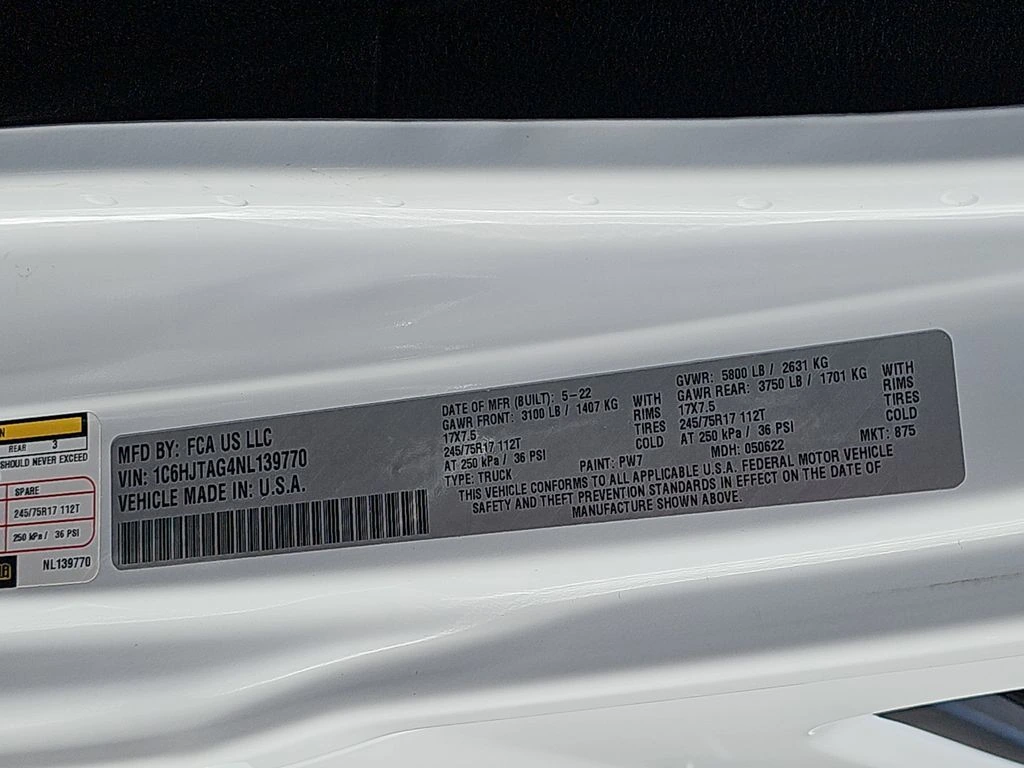 N
REAR 3
SHOULD NEVER EXCEED
SPARE
245/75R17 112T
250 kPa / 36 PSI
NL139770
MFD BY: FCA US LLC
VIN: 1C6HJTAG4NL139770
VEHICLE MADE IN: U.S.A.
DATE OF MFR (BUILT): 5-22
GAWR FRONT: 3100 LB / 1407 KG WITH
17X7.5 RIMS
245/75R17 112T TIRES
AT 250 kPa / 36 PSI COLD
TYPE: TRUCK PAINT: PW7
GVWR: 5800 LB / 2631 KG
GAWR REAR: 3750 LB / 1701 KG WITH
17X7.5 RIMS
245/75R17 112T TIRES
AT 250 kPa / 36 PSI COLD
MDH: 050622 MKT: 875
THIS VEHICLE CONFORMS TO ALL APPLICABLE U.S.A. FEDERAL MOTOR VEHICLE
SAFETY AND THEFT PREVENTION STANDARDS IN EFFECT ON THE DATE OF
MANUFACTURE SHOWN ABOVE.